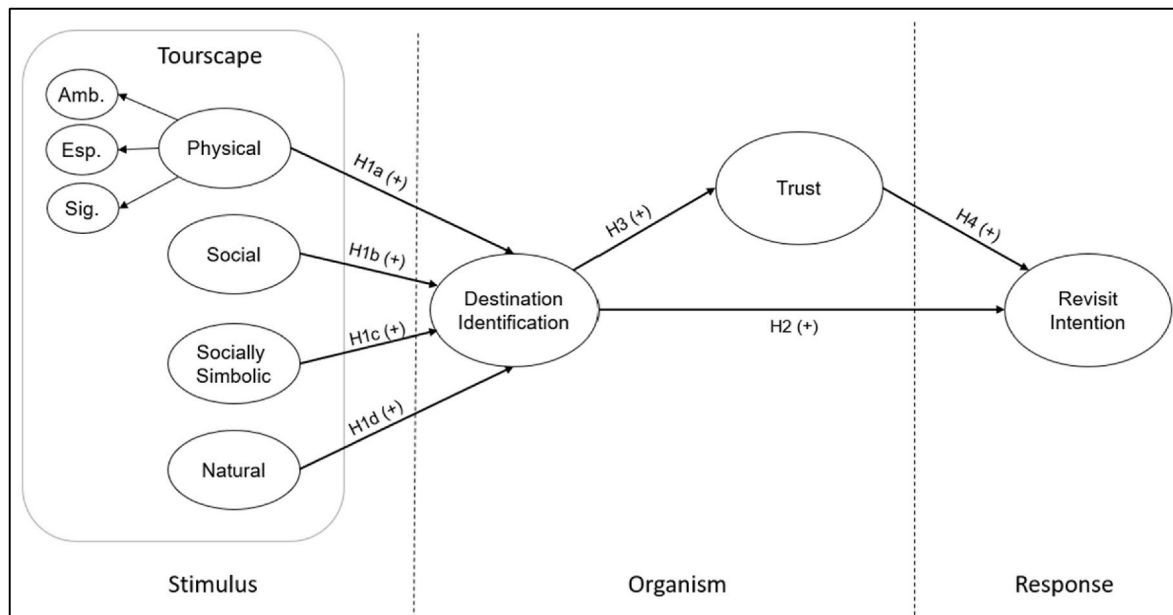 Tourscape
Amb.
Esp.
Sig.
Physical
Social
Socially
Simbolic
Natural
H1a (+)
H1b (+)
H1c (+)
H1d (+)
Destination
Identification
H3 (+)
Trust
H4 (+)
H2 (+)
Revisit
Intention
Stimulus
Organism
Response